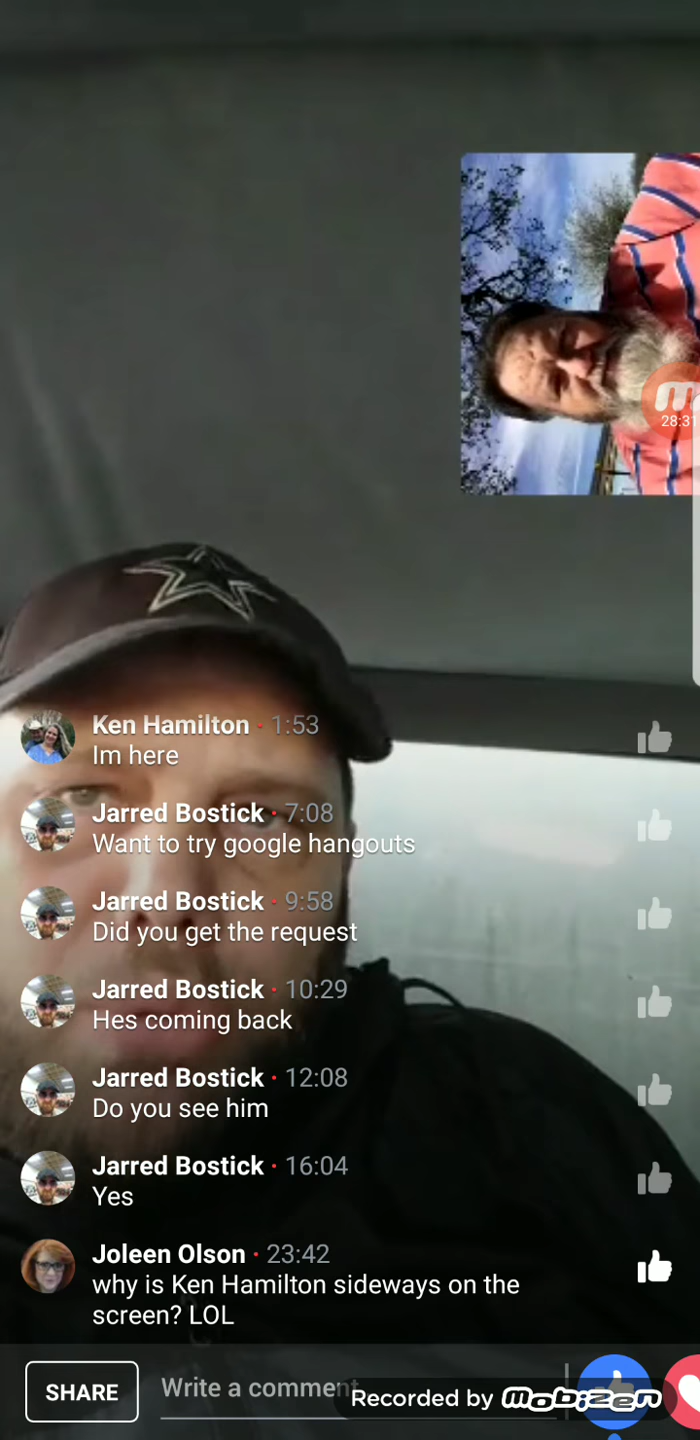 28:31
Ken Hamilton · 1:53
Im here
Jarred Bostick · 7:08
Want to try google hangouts
Jarred Bostick · 9:58
Did you get the request
Jarred Bostick · 10:29
Hes coming back
Jarred Bostick · 12:08
Do you see him
Jarred Bostick · 16:04
Yes
Joleen Olson · 23:42
why is Ken Hamilton sideways on the
screen? LOL
SHARE Write a comment
Recorded by mobizen